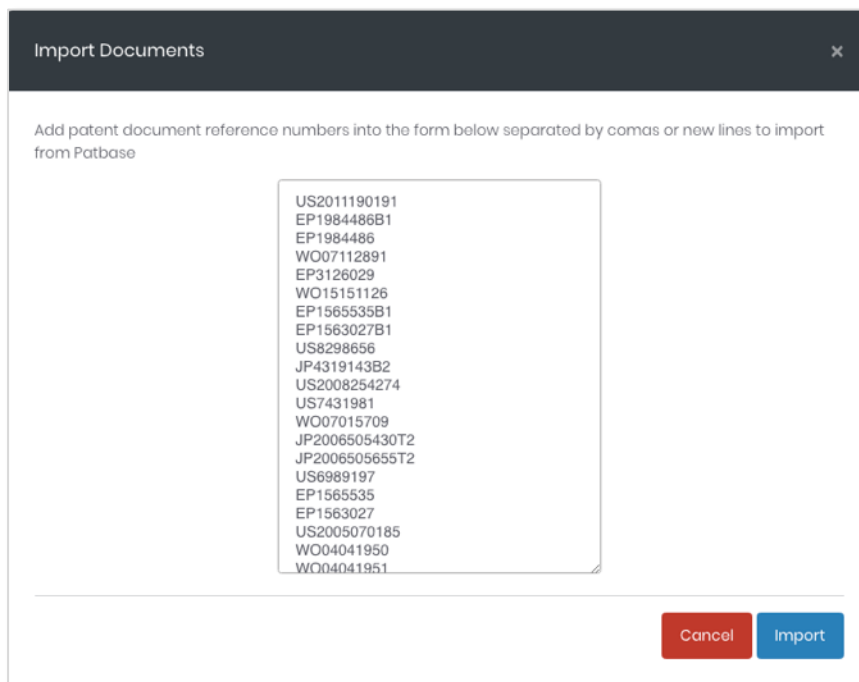 Import Documents ×
Add patent document reference numbers into the form below separated by comas or new lines to import
from Patbase
US2011190191
EP1984486B1
EP1984486
WO07112891
EP3126029
WO15151126
EP1565535B1
EP1563027B1
US8298656
JP4319143B2
US2008254274
US7431981
WO07015709
JP2006505430T2
JP2006505655T2
US6989197
EP1565535
EP1563027
US2005070185
WO04041950
WO04041951
Cancel Import